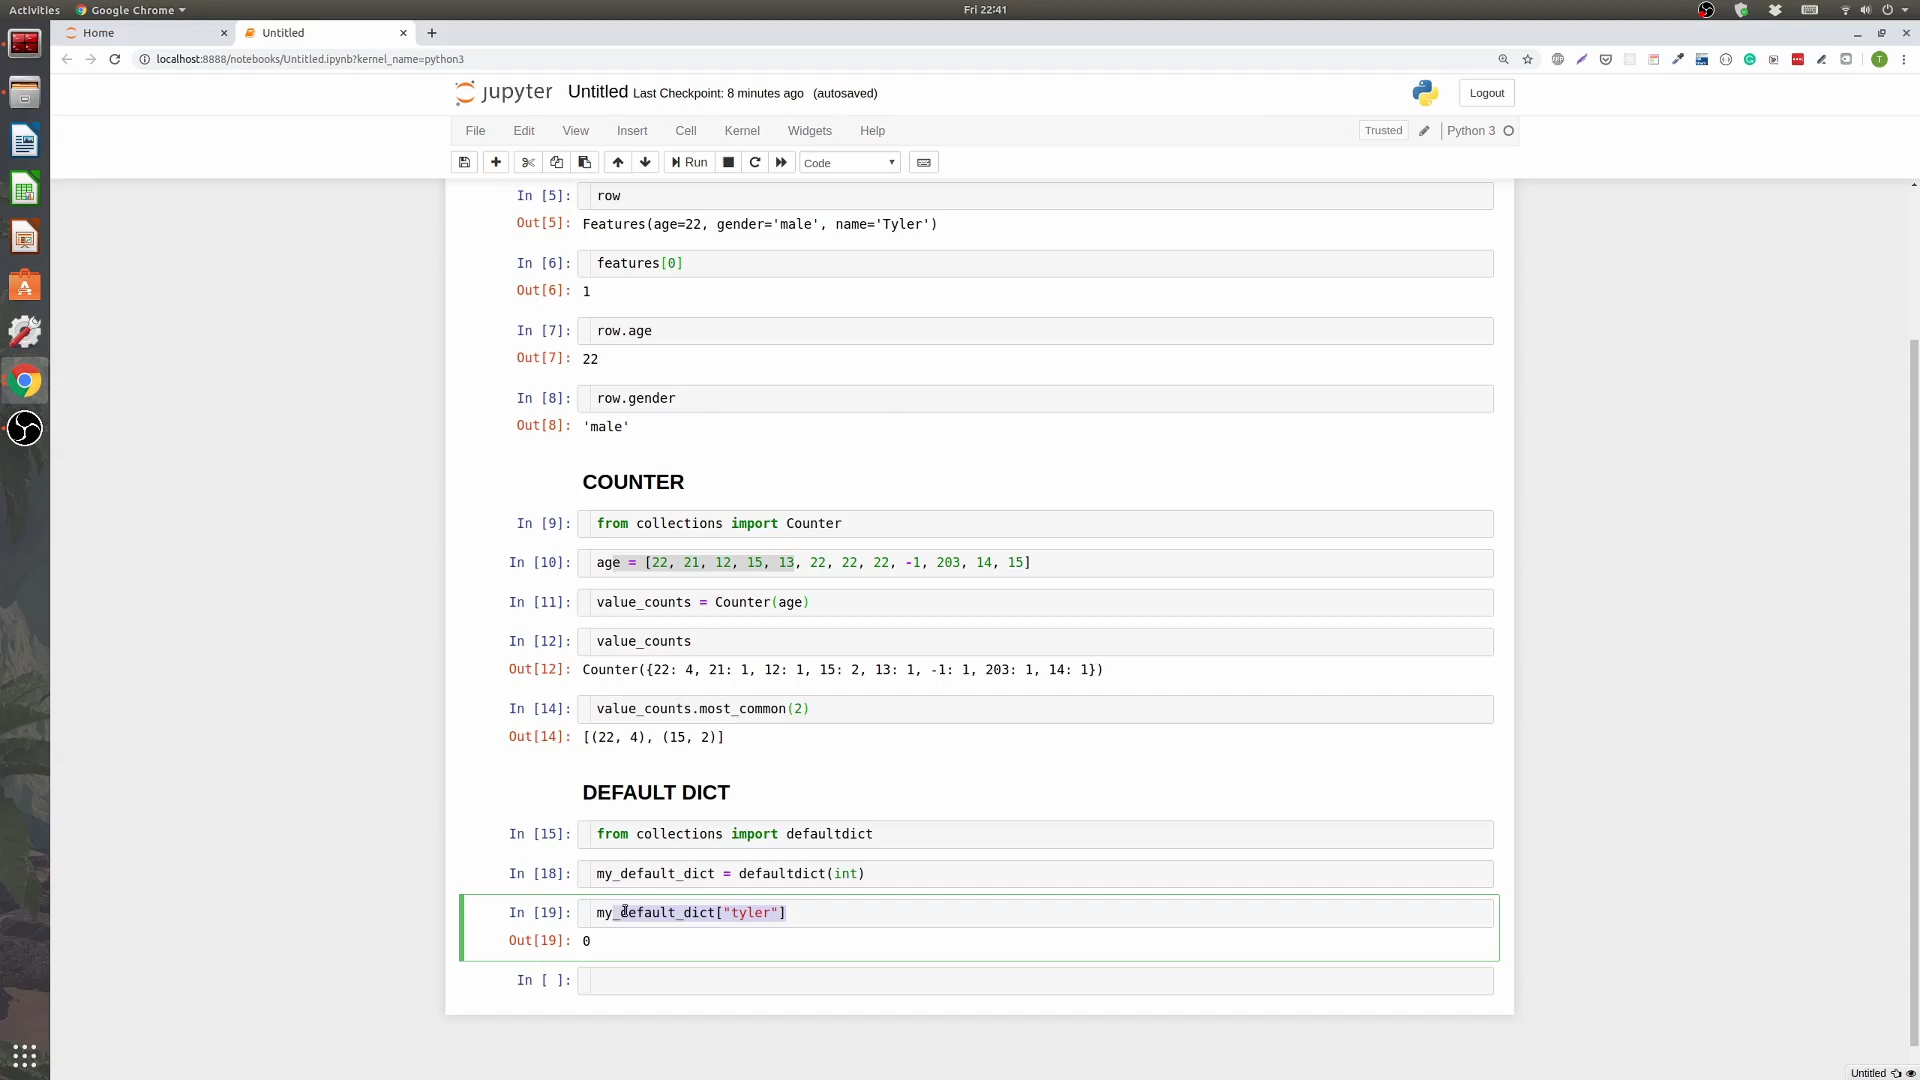 Activities
Google Chrome
Fri 22:41
Home
Untitled
localhost:8888/notebooks/Untitled.ipynb?kernel_name=python3
T
jupyter
Untitled Last Checkpoint: 8 minutes ago (autosaved)
Logout
File Edit View Insert Cell Kernel Widgets Help
Trusted
Python 3
Run
Code
In [5]: row
Out[5]: Features(age=22, gender='male', name='Tyler')
In [6]: features[0]
Out[6]: 1
In [7]: row.age
Out[7]: 22
In [8]: row.gender
Out[8]: 'male'
COUNTER
In [9]: from collections import Counter
In [10]: age = [22, 21, 12, 15, 13, 22, 22, 22, -1, 203, 14, 15]
In [11]: value_counts = Counter(age)
In [12]: value_counts
Out[12]: Counter({22: 4, 21: 1, 12: 1, 15: 2, 13: 1, -1: 1, 203: 1, 14: 1})
In [14]: value_counts.most_common(2)
Out[14]: [(22, 4), (15, 2)]
DEFAULT DICT
In [15]: from collections import defaultdict
In [18]: my_default_dict = defaultdict(int)
In [19]: my_default_dict["tyler"]
Out[19]: 0
In [ ]:
Untitled